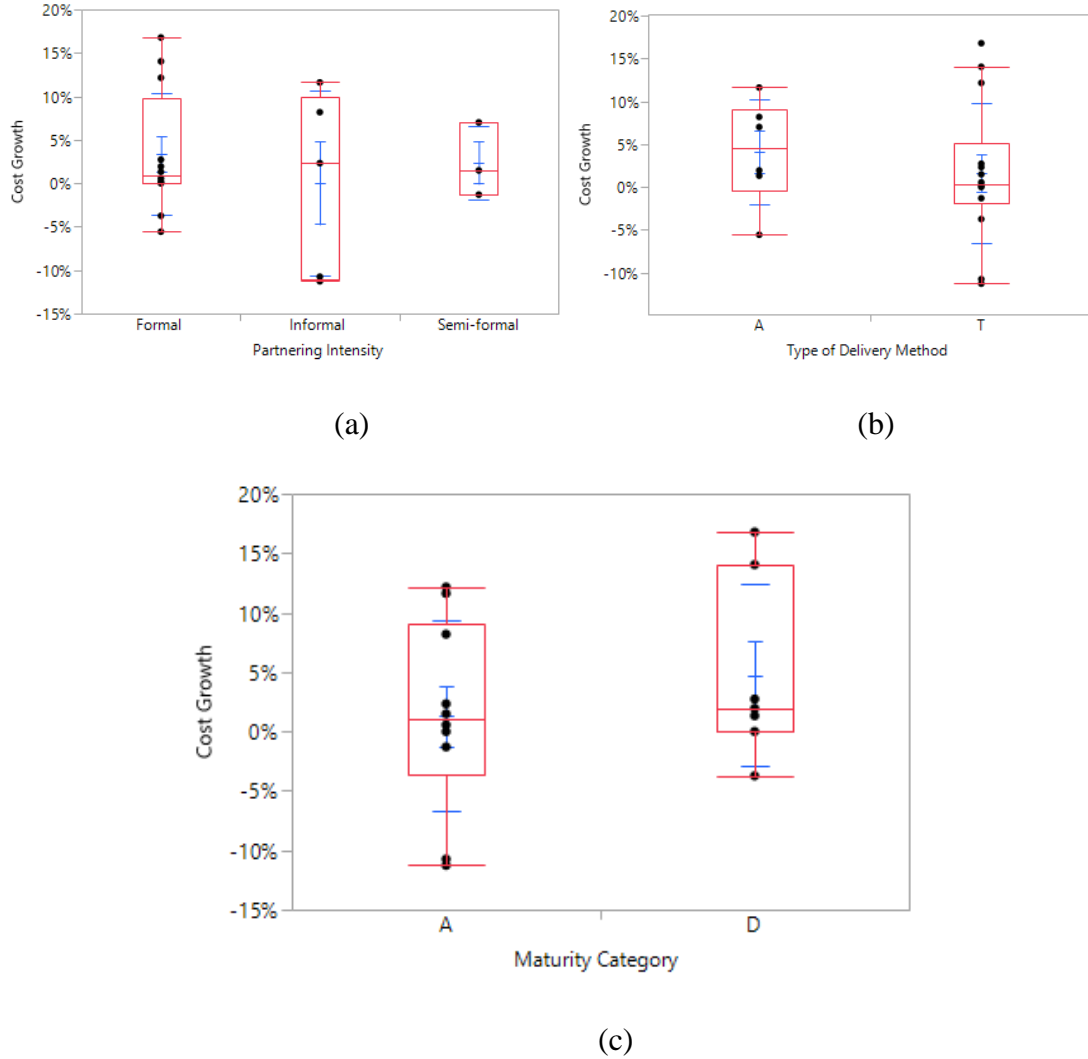 20%
15%
10%
5%
0%
-5%
-10%
-15%
Cost Growth
Formal Informal Semi-formal
Partnering Intensity
(a)
20%
15%
10%
5%
0%
-5%
-10%
Cost Growth
A T
Type of Delivery Method
(b)
20%
15%
10%
5%
0%
-5%
-10%
-15%
Cost Growth
A D
Maturity Category
(c)